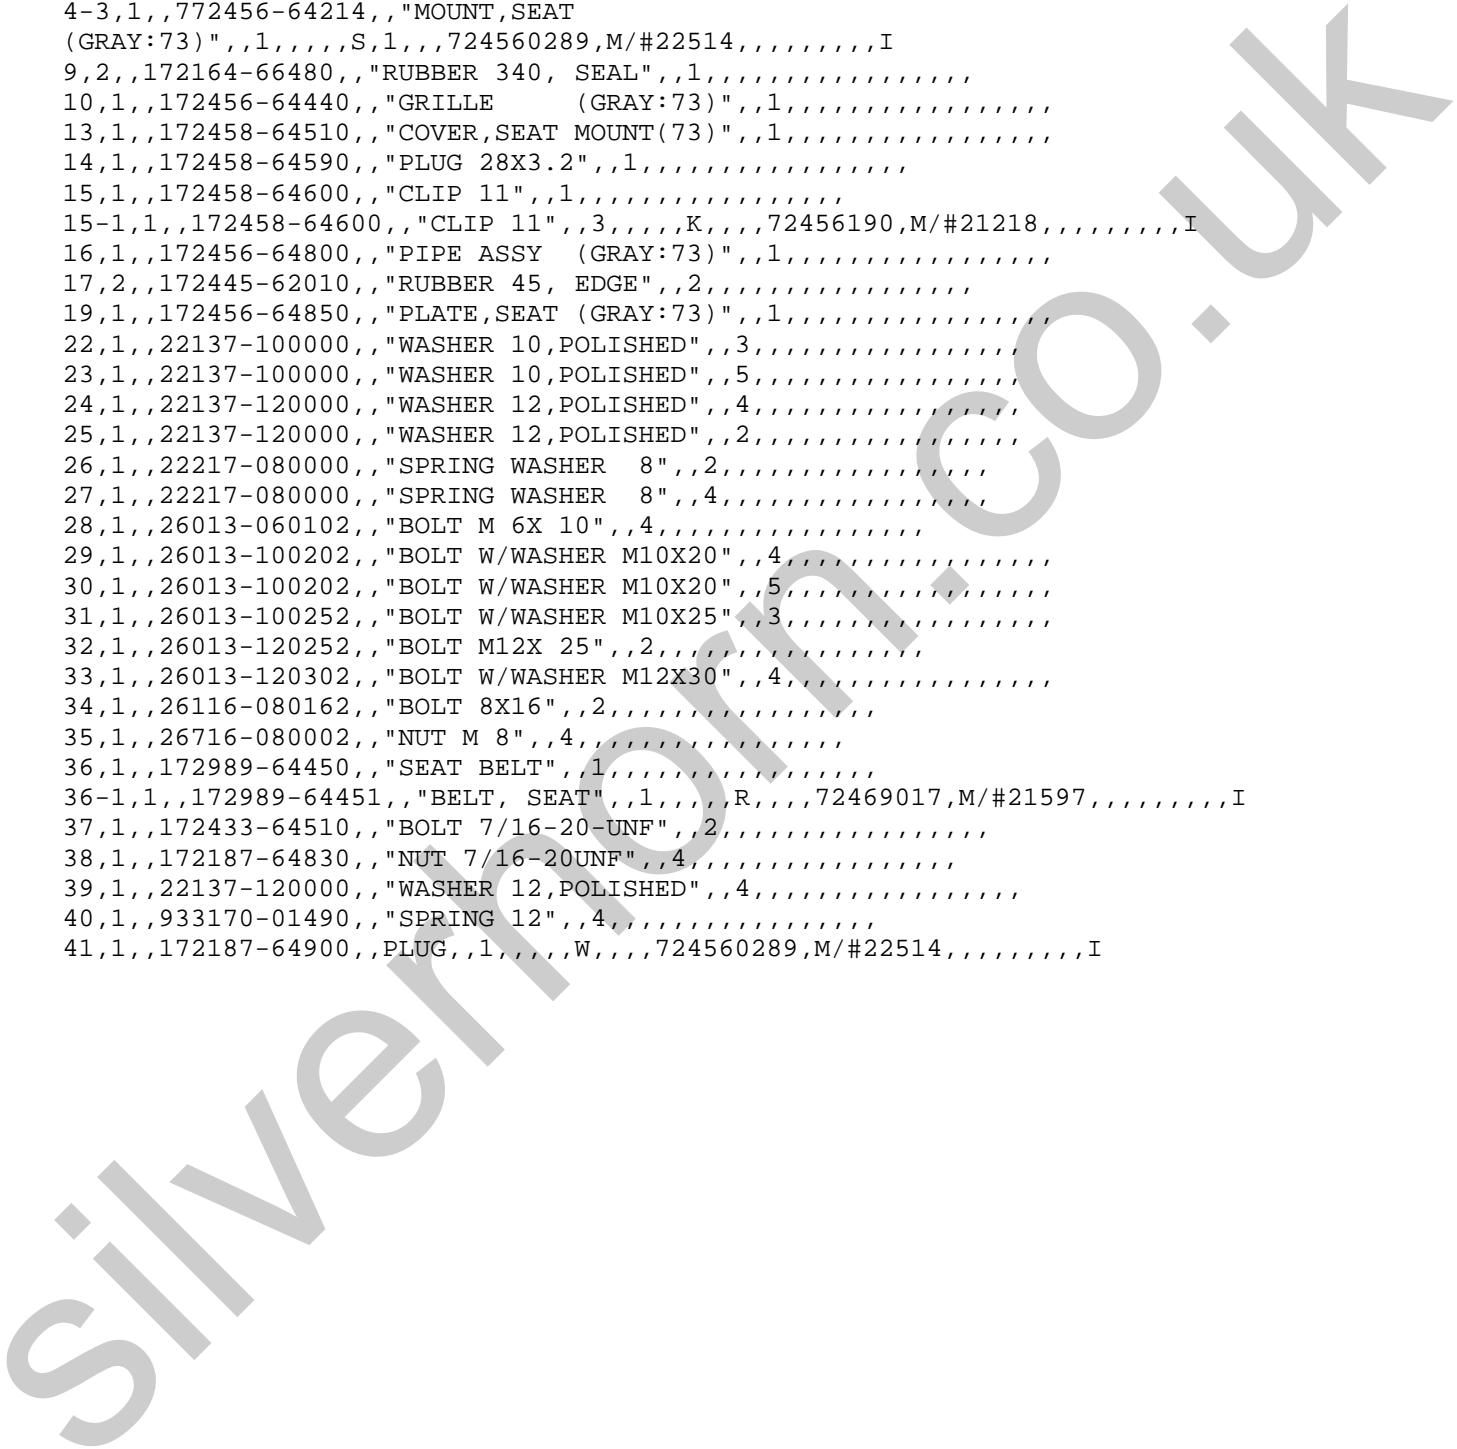 4-3,1,,772456-64214,,"MOUNT,SEAT
(GRAY:73)",,1,,,,,S,1,,,724560289,M/#22514,,,,,,,,,I
9,2,,172164-66480,,"RUBBER 340, SEAL",,1,,,,,,,,,,,,,,,,,
10,1,,172456-64440,,"GRILLE     (GRAY:73)",,1,,,,,,,,,,,,,,,,,
13,1,,172458-64510,,"COVER,SEAT MOUNT(73)",,1,,,,,,,,,,,,,,,,,
14,1,,172458-64590,,"PLUG 28X3.2",,1,,,,,,,,,,,,,,,,,
15,1,,172458-64600,,"CLIP 11",,1,,,,,,,,,,,,,,,,,
15-1,1,,172458-64600,,"CLIP 11",,3,,,,,K,,,,72456190,M/#21218,,,,,,,,,I
16,1,,172456-64800,,"PIPE ASSY  (GRAY:73)",,1,,,,,,,,,,,,,,,,,
17,2,,172445-62010,,"RUBBER 45, EDGE",,2,,,,,,,,,,,,,,,,,
19,1,,172456-64850,,"PLATE,SEAT (GRAY:73)",,1,,,,,,,,,,,,,,,,,
22,1,,22137-100000,,"WASHER 10,POLISHED",,3,,,,,,,,,,,,,,,,,
23,1,,22137-100000,,"WASHER 10,POLISHED",,5,,,,,,,,,,,,,,,,,
24,1,,22137-120000,,"WASHER 12,POLISHED",,4,,,,,,,,,,,,,,,,,
25,1,,22137-120000,,"WASHER 12,POLISHED",,2,,,,,,,,,,,,,,,,,
26,1,,22217-080000,,"SPRING WASHER  8",,2,,,,,,,,,,,,,,,,,
27,1,,22217-080000,,"SPRING WASHER  8",,4,,,,,,,,,,,,,,,,,
28,1,,26013-060102,,"BOLT M 6X 10",,4,,,,,,,,,,,,,,,,,
29,1,,26013-100202,,"BOLT W/WASHER M10X20",,4,,,,,,,,,,,,,,,,,
30,1,,26013-100202,,"BOLT W/WASHER M10X20",,5,,,,,,,,,,,,,,,,,
31,1,,26013-100252,,"BOLT W/WASHER M10X25",,3,,,,,,,,,,,,,,,,,
32,1,,26013-120252,,"BOLT M12X 25",,2,,,,,,,,,,,,,,,,,
33,1,,26013-120302,,"BOLT W/WASHER M12X30",,4,,,,,,,,,,,,,,,,,
34,1,,26116-080162,,"BOLT 8X16",,2,,,,,,,,,,,,,,,,,
35,1,,26716-080002,,"NUT M 8",,4,,,,,,,,,,,,,,,,,
36,1,,172989-64450,,"SEAT BELT",,1,,,,,,,,,,,,,,,,,
36-1,1,,172989-64451,,"BELT, SEAT",,1,,,,,R,,,,72469017,M/#21597,,,,,,,,,I
37,1,,172433-64510,,"BOLT 7/16-20-UNF",,2,,,,,,,,,,,,,,,,,
38,1,,172187-64830,,"NUT 7/16-20UNF",,4,,,,,,,,,,,,,,,,,
39,1,,22137-120000,,"WASHER 12,POLISHED",,4,,,,,,,,,,,,,,,,,
40,1,,933170-01490,,"SPRING 12",,4,,,,,,,,,,,,,,,,,
41,1,,172187-64900,,PLUG,,1,,,,,W,,,,724560289,M/#22514,,,,,,,,,I
silverhorn.co.uk